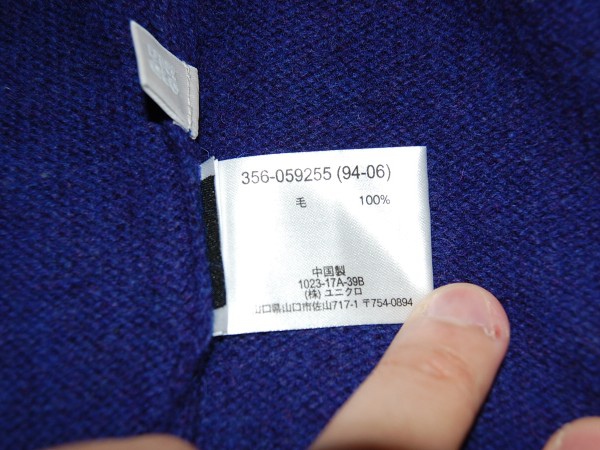 356-059255 (94-06)
毛 100%
中国製
1023-17A-39B
(株) ユニクロ
山口県山口市佐山717-1 〒754-0894